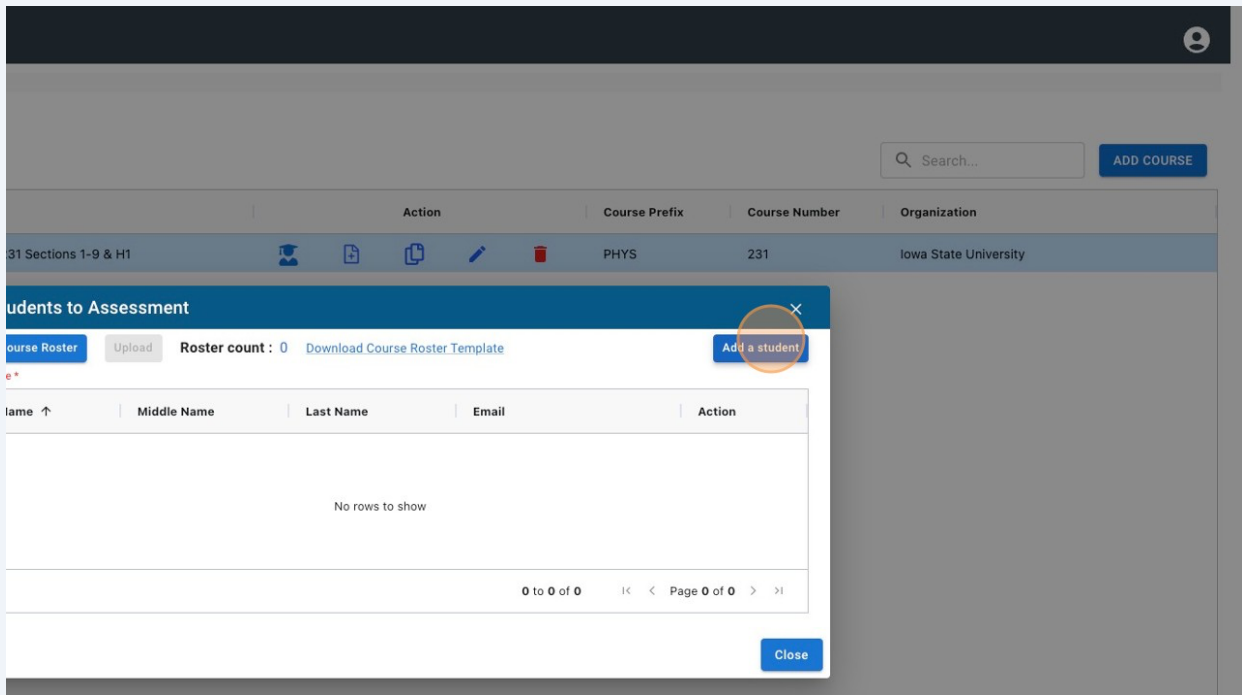 Search...
ADD COURSE
Action
Course Prefix
Course Number
Organization
31 Sections 1-9 & H1
PHYS
231
Iowa State University
udents to Assessment
ourse Roster
Upload
Roster count : 0
Download Course Roster Template
Add a student
e *
lame
Middle Name
Last Name
Email
Action
No rows to show
0 to 0 of 0
Page 0 of 0
Close